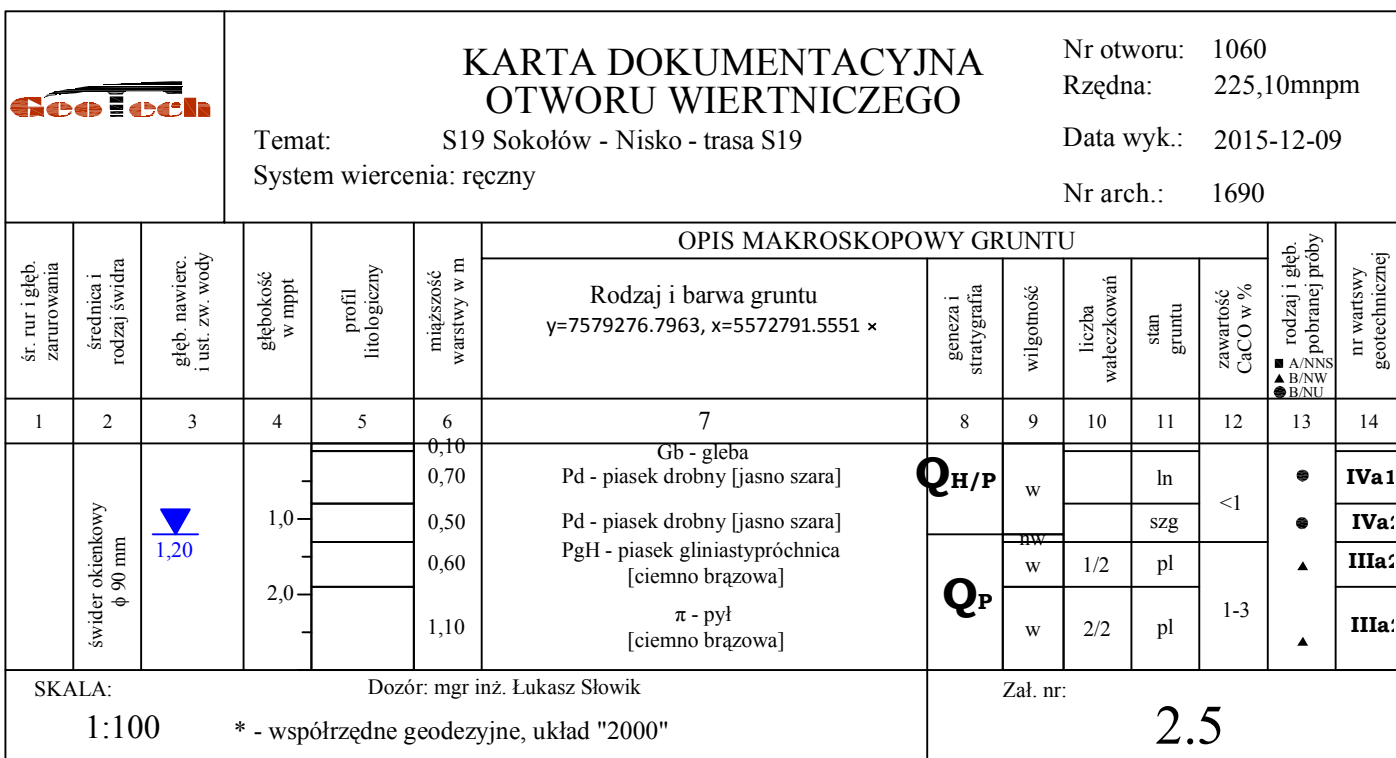 GeoTech
KARTA DOKUMENTACYJNA
OTWORU WIERTNICZEGO
Temat: S19 Sokołów - Nisko - trasa S19
System wiercenia: ręczny
Nr otworu: 1060
Rzędna: 225,10mnpm
Data wyk.: 2015-12-09
Nr arch.: 1690
śr. rur i głęb.
zarurowania
średnica i
rodzaj świdra
głęb. nawierc.
i ust. zw. wody
głębokość
w mppt
profil
litologiczny
miąższość
warstwy w m
OPIS MAKROSKOPOWY GRUNTU
Rodzaj i barwa gruntu
y=7579276.7963, x=5572791.5551 ×
geneza i
stratygrafia
wilgotność
liczba
wałeczkowań
stan
gruntu
zawartość
CaCO w %
rodzaj i głęb.
pobranej próby
■ A/NNS
▲ B/NW
● B/NU
nr wartswy
geotechnicznej
1 2 3 4 5 6 7 8 9 10 11 12 13 14
świder okienkowy
ϕ 90 mm
1,20
1,0
2,0
0,10 Gb - gleba
0,70 Pd - piasek drobny [jasno szara] QH/P w ln <1 ● IVa1
0,50 Pd - piasek drobny [jasno szara] szg ●
nw
0,60 PgH - piasek gliniastypróchnica
[ciemno brązowa] w 1/2 pl ▲
QP 1-3
1,10 π - pył
[ciemno brązowa] w 2/2 pl ▲
SKALA:
1:100
Dozór: mgr inż. Łukasz Słowik
* - współrzędne geodezyjne, układ "2000"
Zał. nr:
2.5